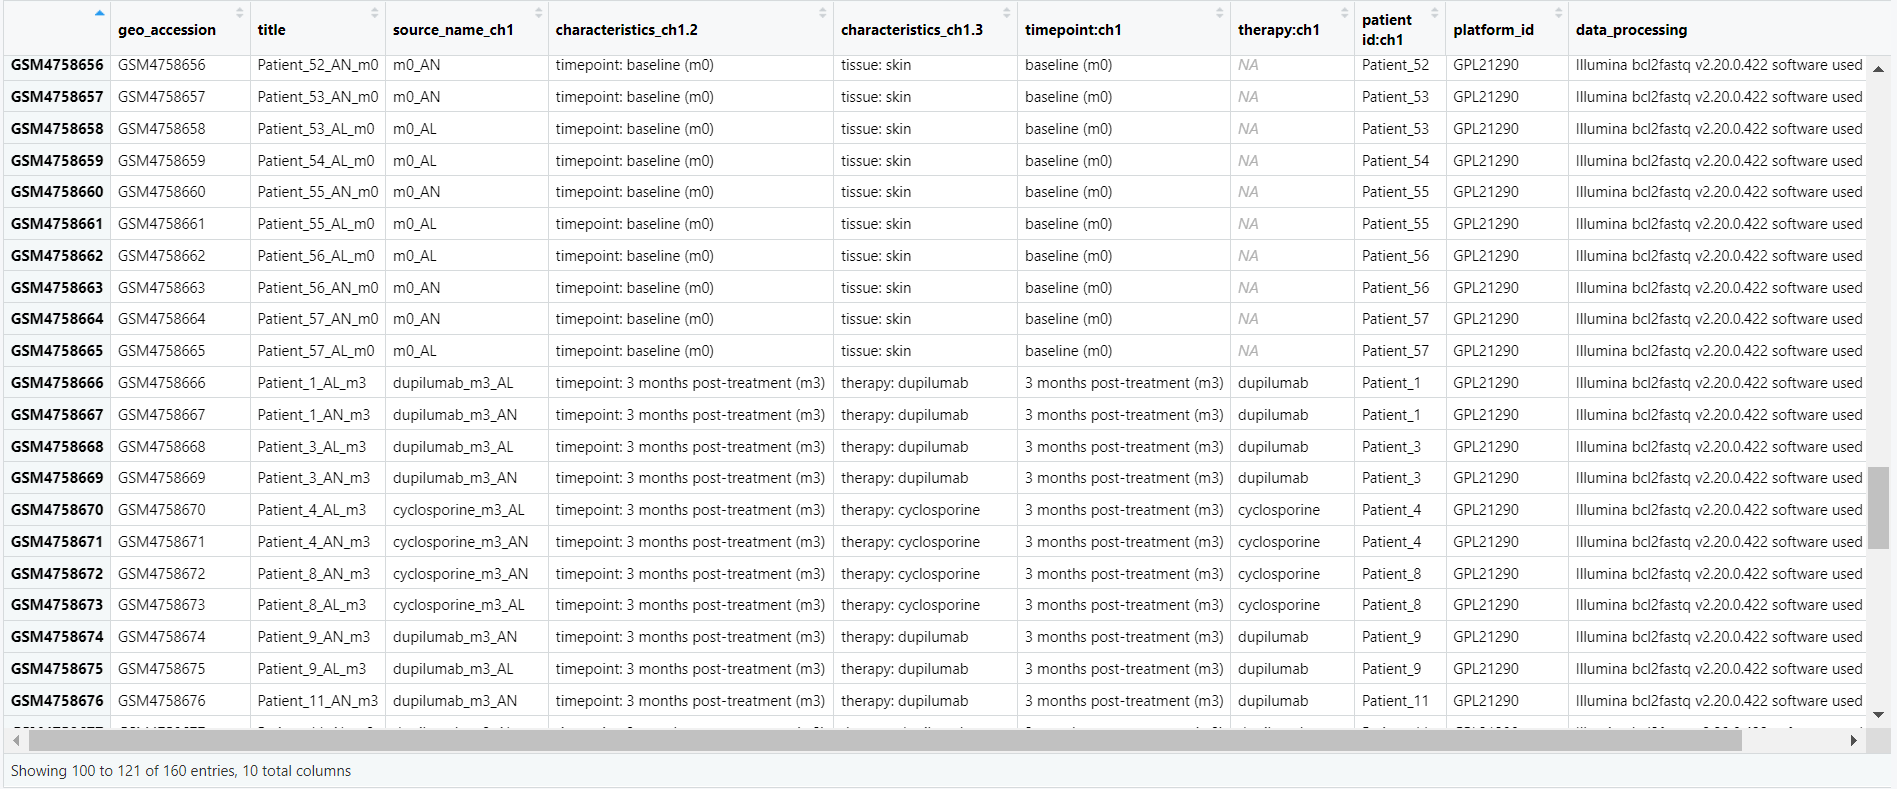 geo_accession title source_name_ch1 characteristics_ch1.2 characteristics_ch1.3 timepoint:ch1 therapy:ch1 patient id:ch1 platform_id data_processing
GSM4758656 GSM4758656 Patient_52_AN_m0 m0_AN timepoint: baseline (m0) tissue: skin baseline (m0) NA Patient_52 GPL21290 Illumina bcl2fastq v2.20.0.422 software used
GSM4758657 GSM4758657 Patient_53_AN_m0 m0_AN timepoint: baseline (m0) tissue: skin baseline (m0) NA Patient_53 GPL21290 Illumina bcl2fastq v2.20.0.422 software used
GSM4758658 GSM4758658 Patient_53_AL_m0 m0_AL timepoint: baseline (m0) tissue: skin baseline (m0) NA Patient_53 GPL21290 Illumina bcl2fastq v2.20.0.422 software used
GSM4758659 GSM4758659 Patient_54_AL_m0 m0_AL timepoint: baseline (m0) tissue: skin baseline (m0) NA Patient_54 GPL21290 Illumina bcl2fastq v2.20.0.422 software used
GSM4758660 GSM4758660 Patient_55_AN_m0 m0_AN timepoint: baseline (m0) tissue: skin baseline (m0) NA Patient_55 GPL21290 Illumina bcl2fastq v2.20.0.422 software used
GSM4758661 GSM4758661 Patient_55_AL_m0 m0_AL timepoint: baseline (m0) tissue: skin baseline (m0) NA Patient_55 GPL21290 Illumina bcl2fastq v2.20.0.422 software used
GSM4758662 GSM4758662 Patient_56_AL_m0 m0_AL timepoint: baseline (m0) tissue: skin baseline (m0) NA Patient_56 GPL21290 Illumina bcl2fastq v2.20.0.422 software used
GSM4758663 GSM4758663 Patient_56_AN_m0 m0_AN timepoint: baseline (m0) tissue: skin baseline (m0) NA Patient_56 GPL21290 Illumina bcl2fastq v2.20.0.422 software used
GSM4758664 GSM4758664 Patient_57_AN_m0 m0_AN timepoint: baseline (m0) tissue: skin baseline (m0) NA Patient_57 GPL21290 Illumina bcl2fastq v2.20.0.422 software used
GSM4758665 GSM4758665 Patient_57_AL_m0 m0_AL timepoint: baseline (m0) tissue: skin baseline (m0) NA Patient_57 GPL21290 Illumina bcl2fastq v2.20.0.422 software used
GSM4758666 GSM4758666 Patient_1_AL_m3 dupilumab_m3_AL timepoint: 3 months post-treatment (m3) therapy: dupilumab 3 months post-treatment (m3) dupilumab Patient_1 GPL21290 Illumina bcl2fastq v2.20.0.422 software used
GSM4758667 GSM4758667 Patient_1_AN_m3 dupilumab_m3_AN timepoint: 3 months post-treatment (m3) therapy: dupilumab 3 months post-treatment (m3) dupilumab Patient_1 GPL21290 Illumina bcl2fastq v2.20.0.422 software used
GSM4758668 GSM4758668 Patient_3_AL_m3 dupilumab_m3_AL timepoint: 3 months post-treatment (m3) therapy: dupilumab 3 months post-treatment (m3) dupilumab Patient_3 GPL21290 Illumina bcl2fastq v2.20.0.422 software used
GSM4758669 GSM4758669 Patient_3_AN_m3 dupilumab_m3_AN timepoint: 3 months post-treatment (m3) therapy: dupilumab 3 months post-treatment (m3) dupilumab Patient_3 GPL21290 Illumina bcl2fastq v2.20.0.422 software used
GSM4758670 GSM4758670 Patient_4_AL_m3 cyclosporine_m3_AL timepoint: 3 months post-treatment (m3) therapy: cyclosporine 3 months post-treatment (m3) cyclosporine Patient_4 GPL21290 Illumina bcl2fastq v2.20.0.422 software used
GSM4758671 GSM4758671 Patient_4_AN_m3 cyclosporine_m3_AN timepoint: 3 months post-treatment (m3) therapy: cyclosporine 3 months post-treatment (m3) cyclosporine Patient_4 GPL21290 Illumina bcl2fastq v2.20.0.422 software used
GSM4758672 GSM4758672 Patient_8_AN_m3 cyclosporine_m3_AN timepoint: 3 months post-treatment (m3) therapy: cyclosporine 3 months post-treatment (m3) cyclosporine Patient_8 GPL21290 Illumina bcl2fastq v2.20.0.422 software used
GSM4758673 GSM4758673 Patient_8_AL_m3 cyclosporine_m3_AL timepoint: 3 months post-treatment (m3) therapy: cyclosporine 3 months post-treatment (m3) cyclosporine Patient_8 GPL21290 Illumina bcl2fastq v2.20.0.422 software used
GSM4758674 GSM4758674 Patient_9_AN_m3 dupilumab_m3_AN timepoint: 3 months post-treatment (m3) therapy: dupilumab 3 months post-treatment (m3) dupilumab Patient_9 GPL21290 Illumina bcl2fastq v2.20.0.422 software used
GSM4758675 GSM4758675 Patient_9_AL_m3 dupilumab_m3_AL timepoint: 3 months post-treatment (m3) therapy: dupilumab 3 months post-treatment (m3) dupilumab Patient_9 GPL21290 Illumina bcl2fastq v2.20.0.422 software used
GSM4758676 GSM4758676 Patient_11_AN_m3 dupilumab_m3_AN timepoint: 3 months post-treatment (m3) therapy: dupilumab 3 months post-treatment (m3) dupilumab Patient_11 GPL21290 Illumina bcl2fastq v2.20.0.422 software used
Showing 100 to 121 of 160 entries, 10 total columns